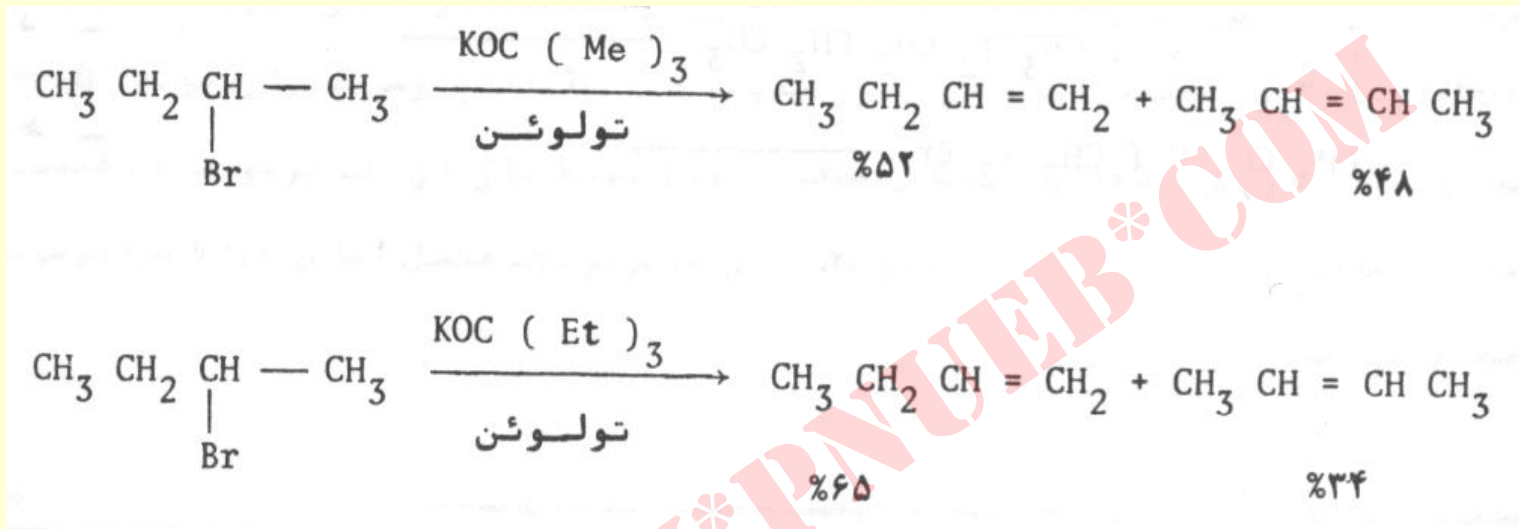 KOC ( Me )3
CH3 CH2 CH — CH3 → CH3 CH2 CH = CH2 + CH3 CH = CH CH3
تولوئن
Br
%۵۲ %۴۸
KOC ( Et )3
CH3 CH2 CH — CH3 → CH3 CH2 CH = CH2 + CH3 CH = CH CH3
تولوئن
Br
%۶۵ %۳۴
*PNUEB*COM